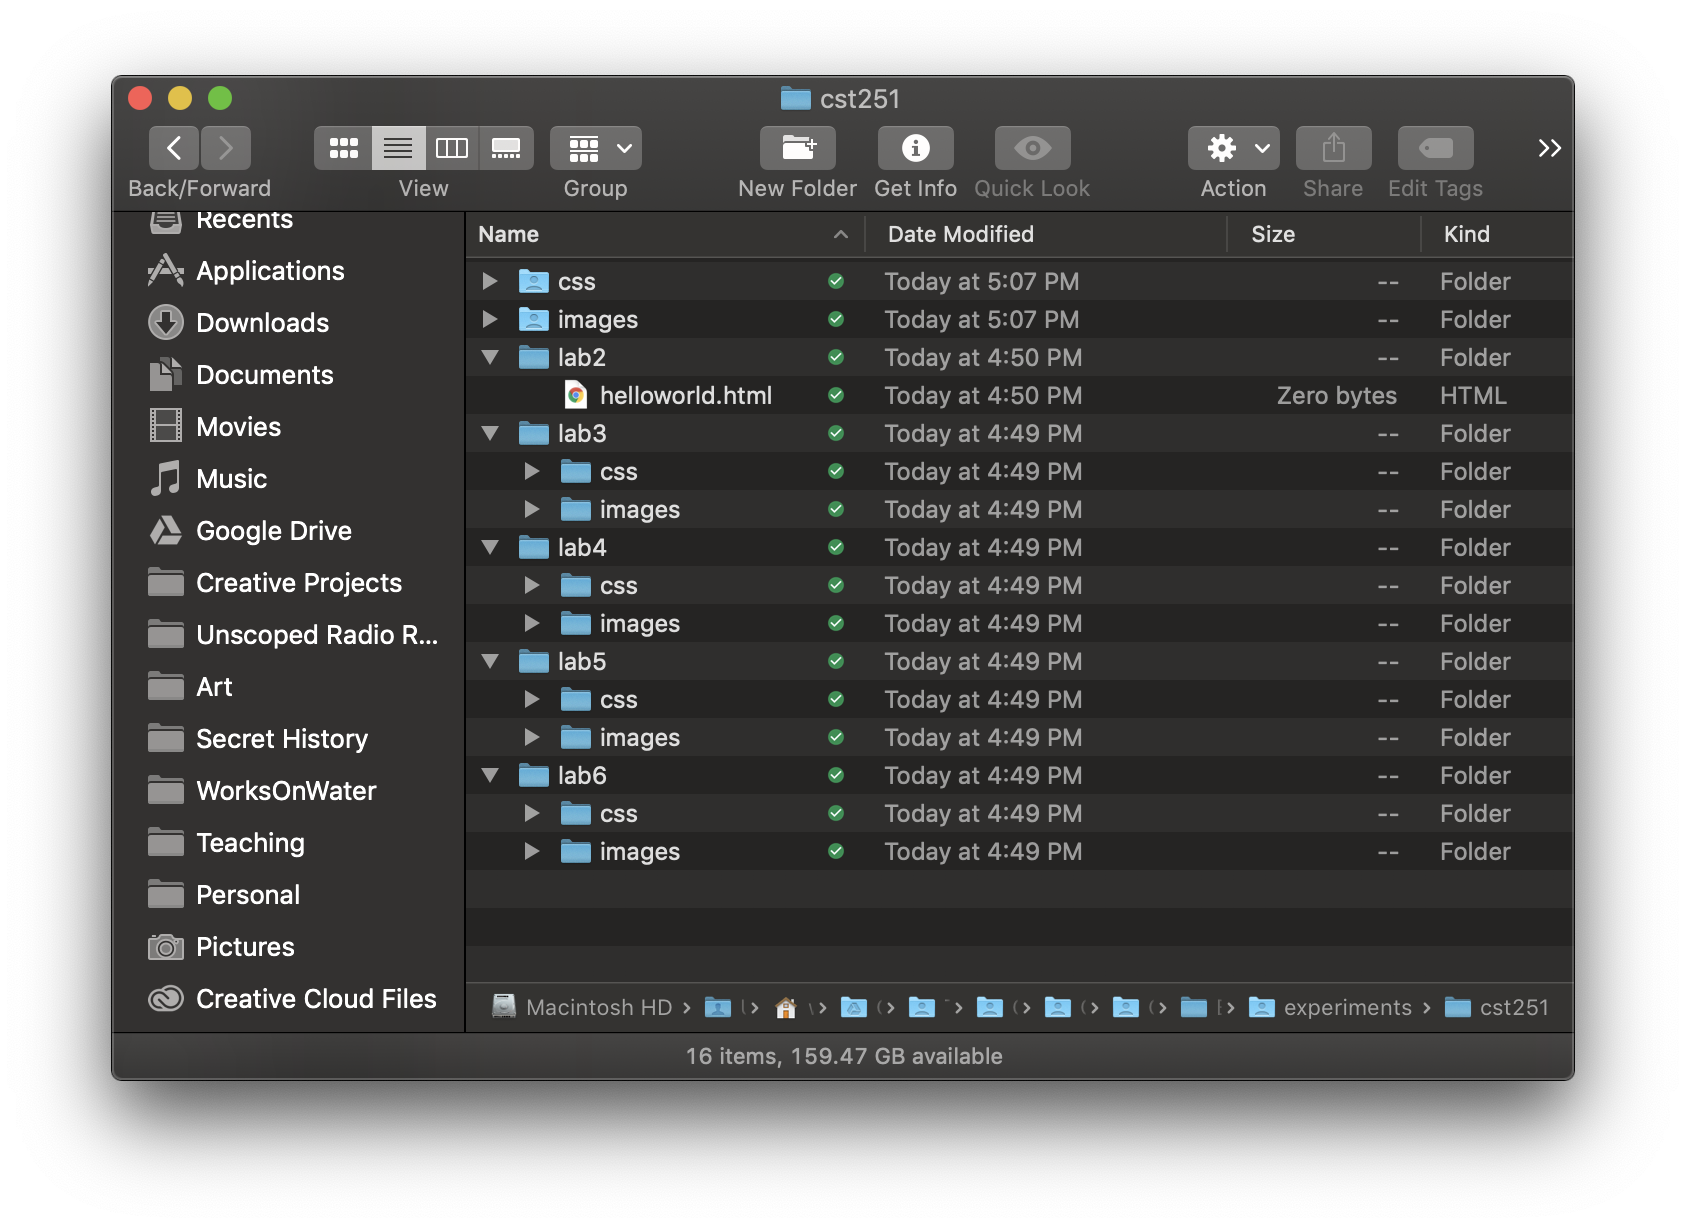 cst251
Back/Forward View Group New Folder Get Info Quick Look Action Share Edit Tags
Recents
Applications
Downloads
Documents
Movies
Music
Google Drive
Creative Projects
Unscoped Radio R...
Art
Secret History
WorksOnWater
Teaching
Personal
Pictures
Creative Cloud Files
Name Date Modified Size Kind
css Today at 5:07 PM -- Folder
images Today at 5:07 PM -- Folder
lab2 Today at 4:50 PM -- Folder
helloworld.html Today at 4:50 PM Zero bytes HTML
lab3 Today at 4:49 PM -- Folder
css Today at 4:49 PM -- Folder
images Today at 4:49 PM -- Folder
lab4 Today at 4:49 PM -- Folder
css Today at 4:49 PM -- Folder
images Today at 4:49 PM -- Folder
lab5 Today at 4:49 PM -- Folder
css Today at 4:49 PM -- Folder
images Today at 4:49 PM -- Folder
lab6 Today at 4:49 PM -- Folder
css Today at 4:49 PM -- Folder
images Today at 4:49 PM -- Folder
Macintosh HD › › › › › › › › › experiments › cst251
16 items, 159.47 GB available